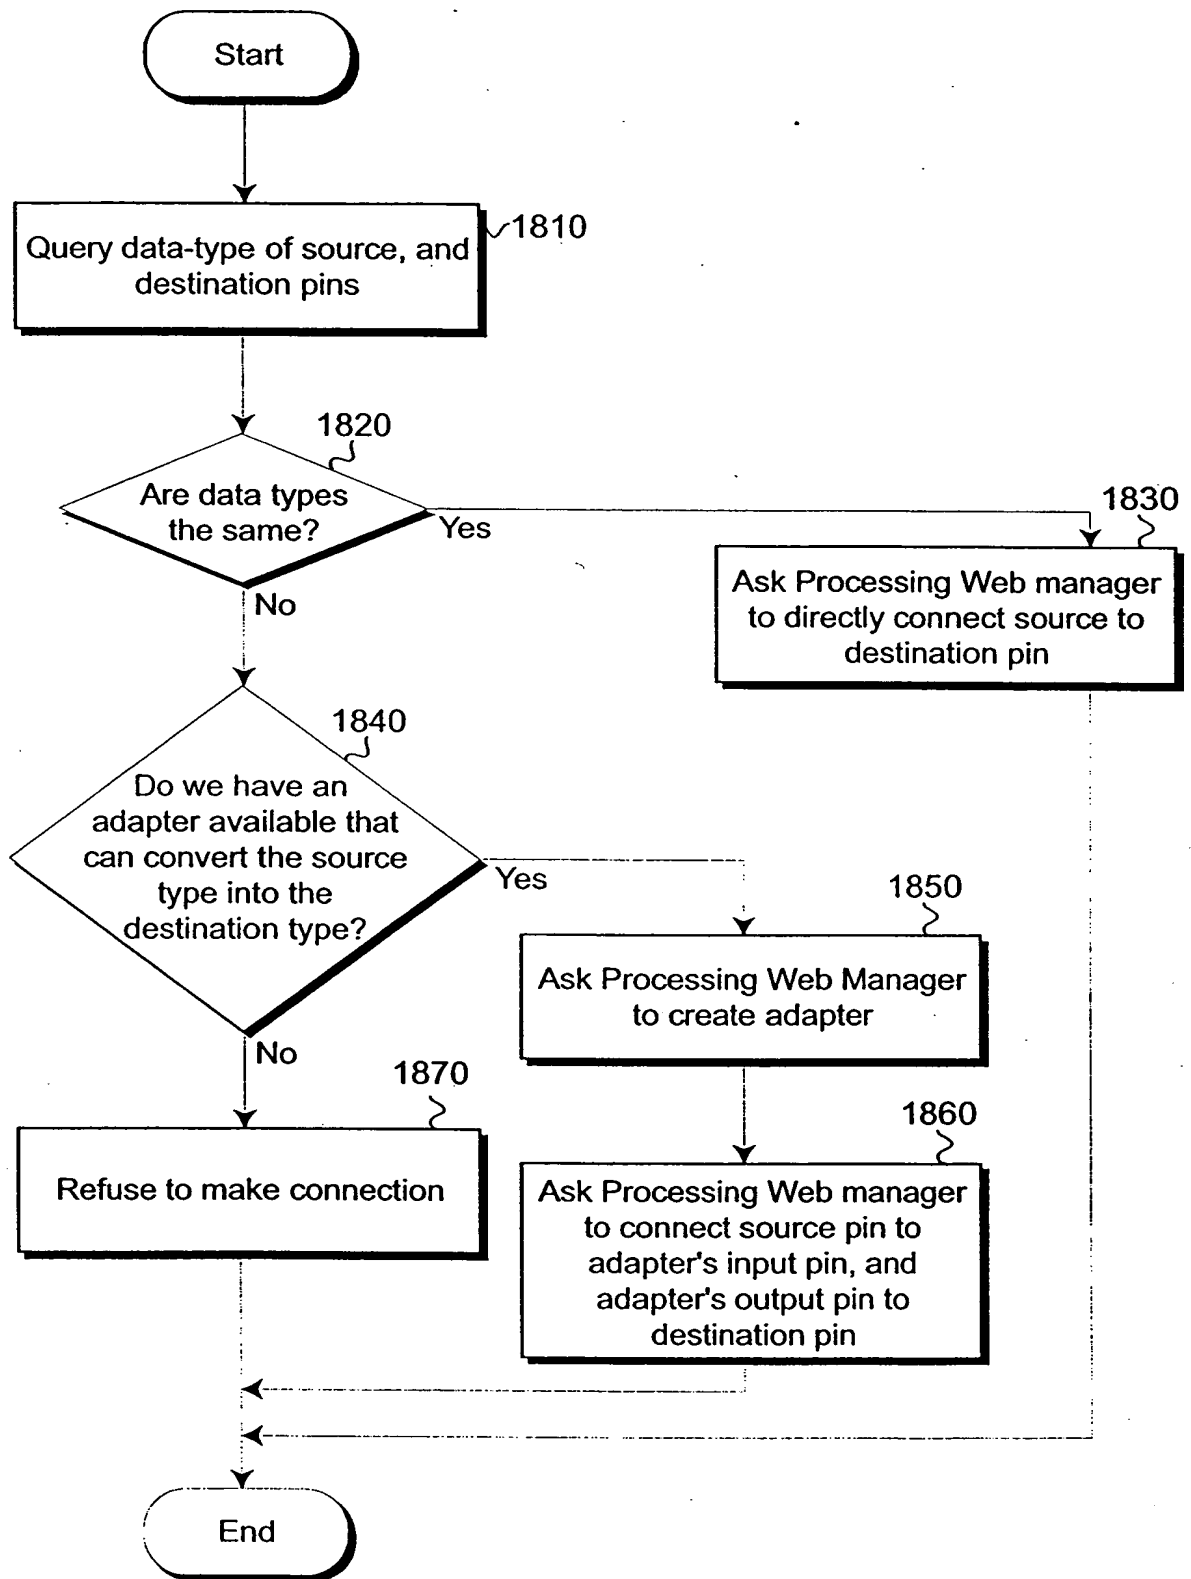 Start
1810
Query data-type of source, and
destination pins
1820
Are data types
the same?
Yes
No
1830
Ask Processing Web manager
to directly connect source to
destination pin
1840
Do we have an
adapter available that
can convert the source
type into the
destination type?
Yes
No
1850
Ask Processing Web Manager
to create adapter
1860
Ask Processing Web manager
to connect source pin to
adapter's input pin, and
adapter's output pin to
destination pin
1870
Refuse to make connection
End